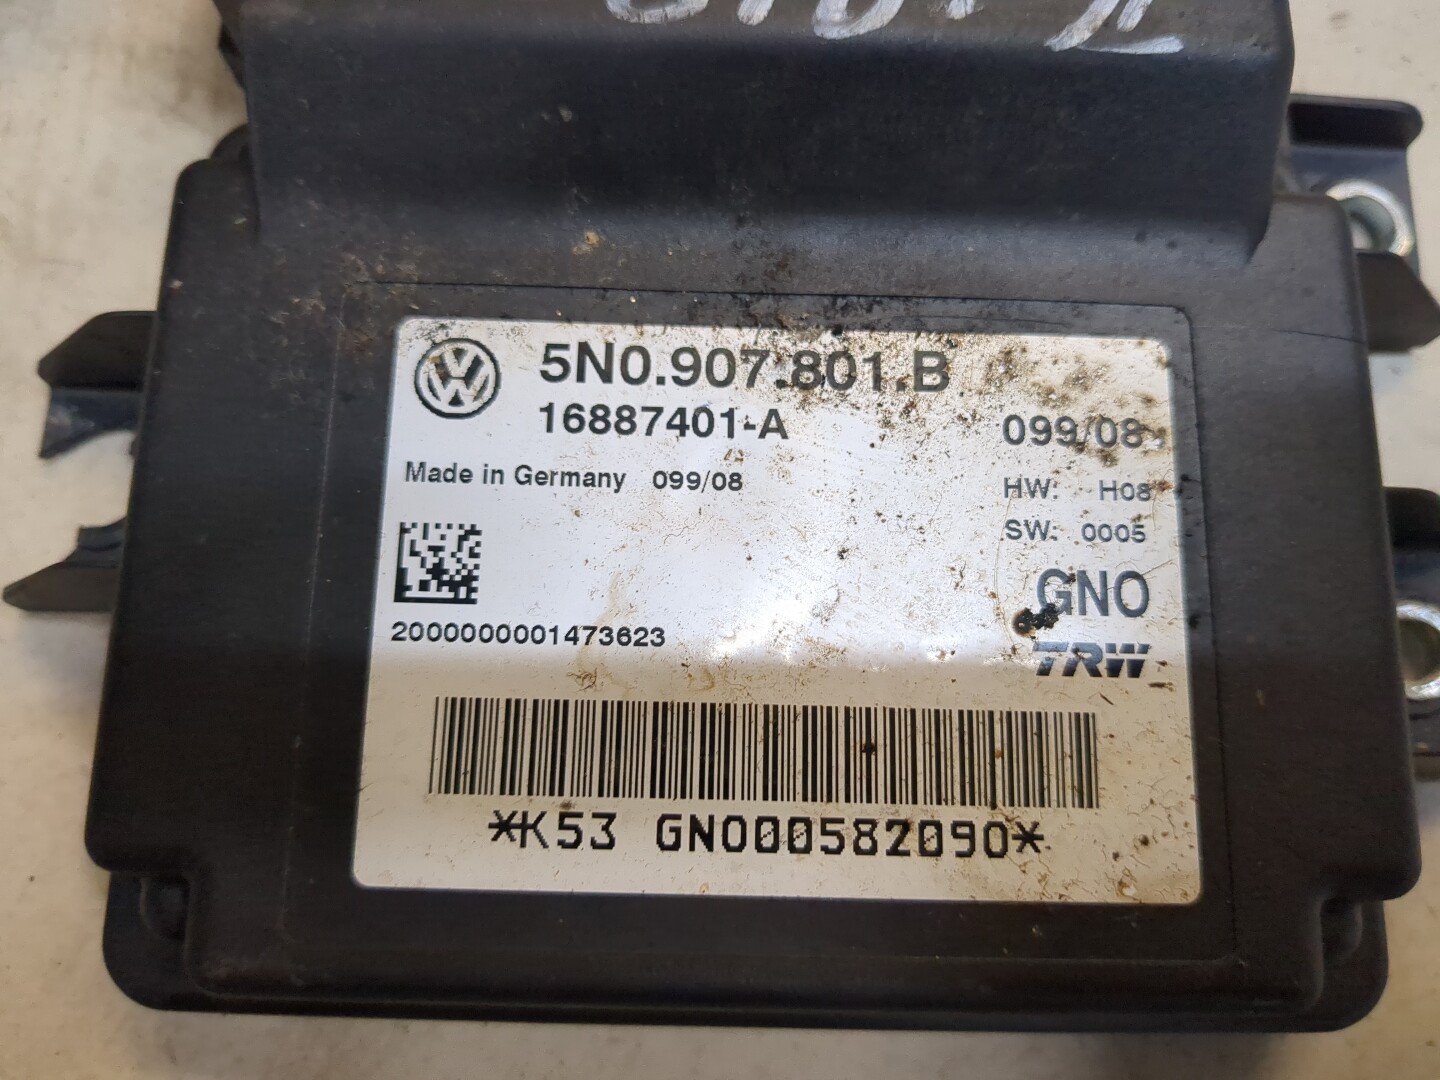 5N0.907.801.B
16887401-A
099/08
Made in Germany 099/08
HW: H08
SW: 0005
GNO
2000000001473623
TRW
*K53 GNO00582090*